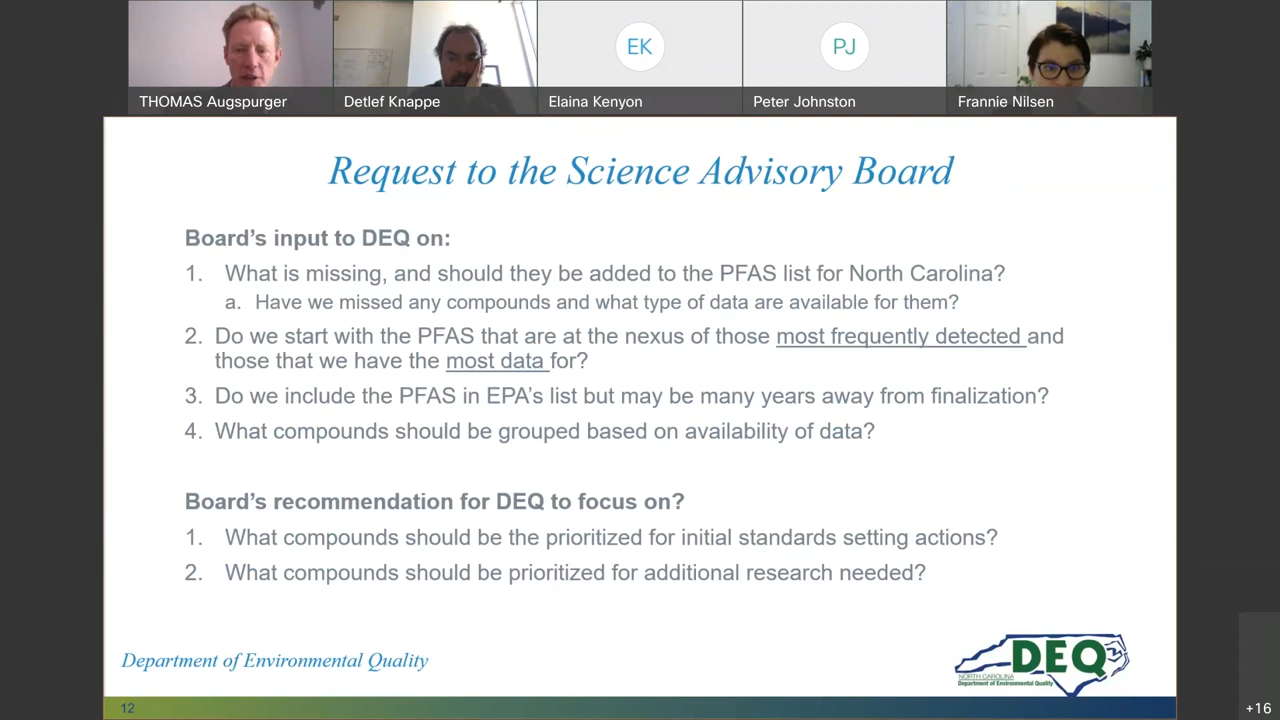 EK
PJ
THOMAS Augspurger
Detlef Knappe
Elaina Kenyon
Peter Johnston
Frannie Nilsen
Request to the Science Advisory Board
Board's input to DEQ on:
1. What is missing, and should they be added to the PFAS list for North Carolina?
a. Have we missed any compounds and what type of data are available for them?
2. Do we start with the PFAS that are at the nexus of those most frequently detected and
those that we have the most data for?
3. Do we include the PFAS in EPA's list but may be many years away from finalization?
4. What compounds should be grouped based on availability of data?
Board's recommendation for DEQ to focus on?
1. What compounds should be the prioritized for initial standards setting actions?
2. What compounds should be prioritized for additional research needed?
Department of Environmental Quality
DEQ
NORTH CAROLINA
Department of Environmental Quality
12
+16